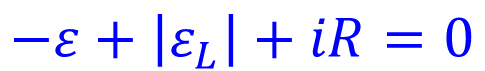 −ε + |ε_L| + iR = 0